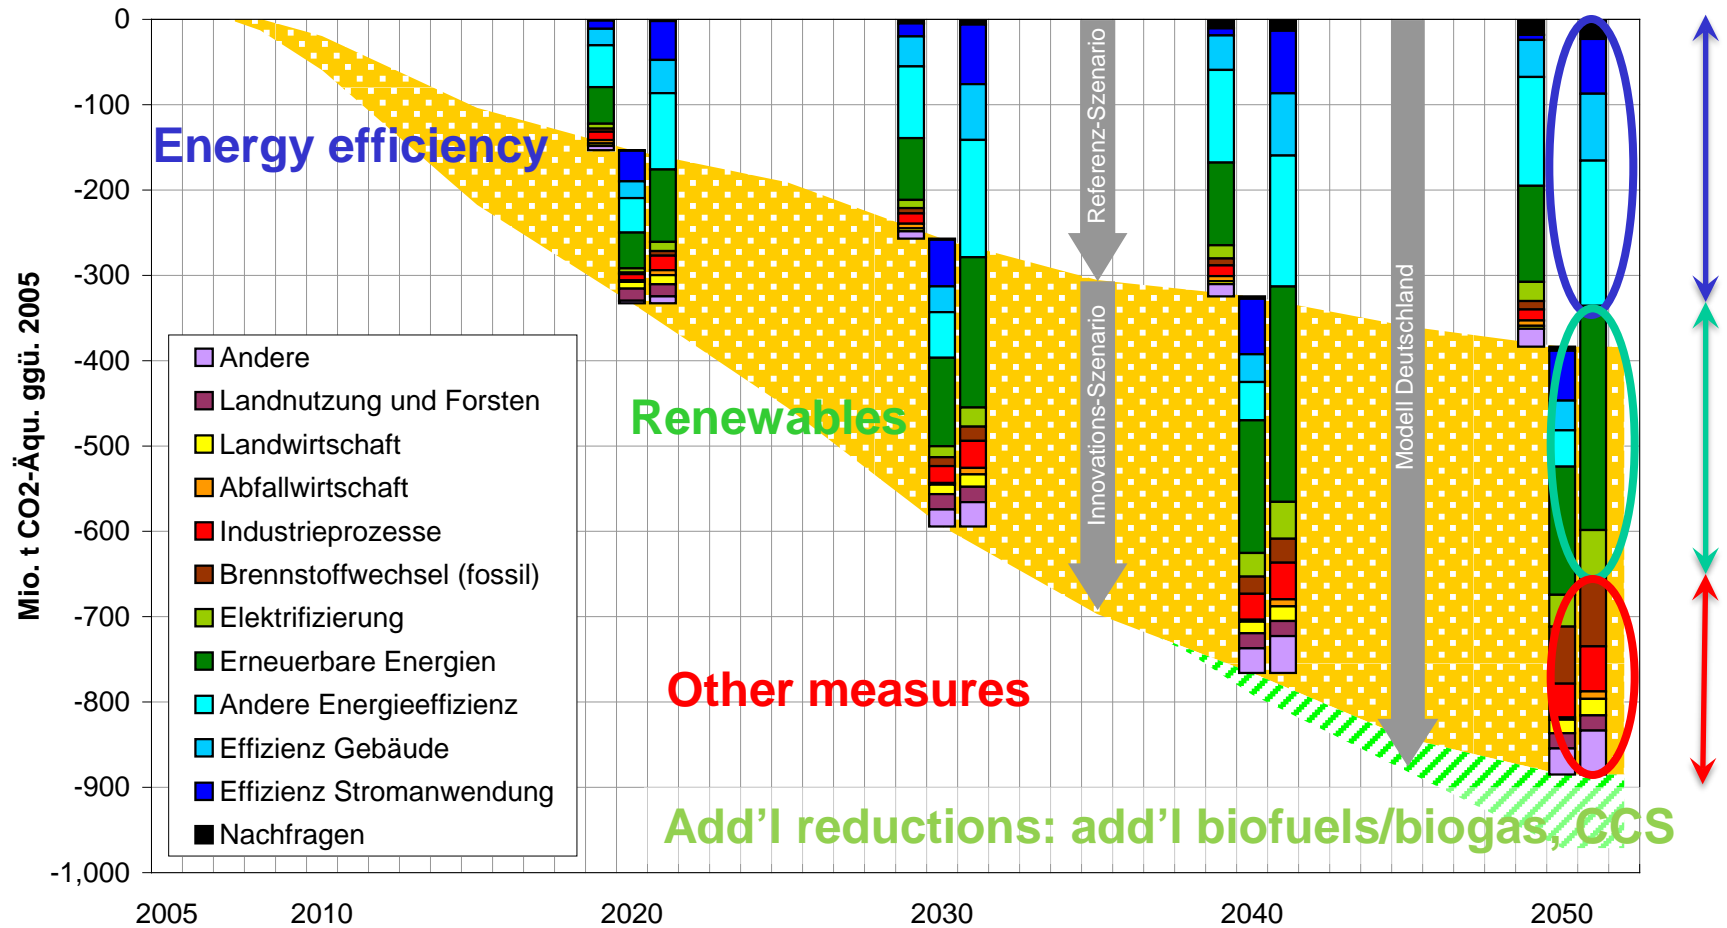 0
-100
-200
-300
-400
-500
-600
-700
-800
-900
-1,000
Mio. t CO2-Äqu. ggü. 2005
Energy efficiency
Renewables
Other measures
Add'l reductions: add'l biofuels/biogas, CCS
Referenz-Szenario
Innovations-Szenario
Modell Deutschland
Andere
Landnutzung und Forsten
Landwirtschaft
Abfallwirtschaft
Industrieprozesse
Brennstoffwechsel (fossil)
Elektrifizierung
Erneuerbare Energien
Andere Energieeffizienz
Effizienz Gebäude
Effizienz Stromanwendung
Nachfragen
2005 2010 2020 2030 2040 2050